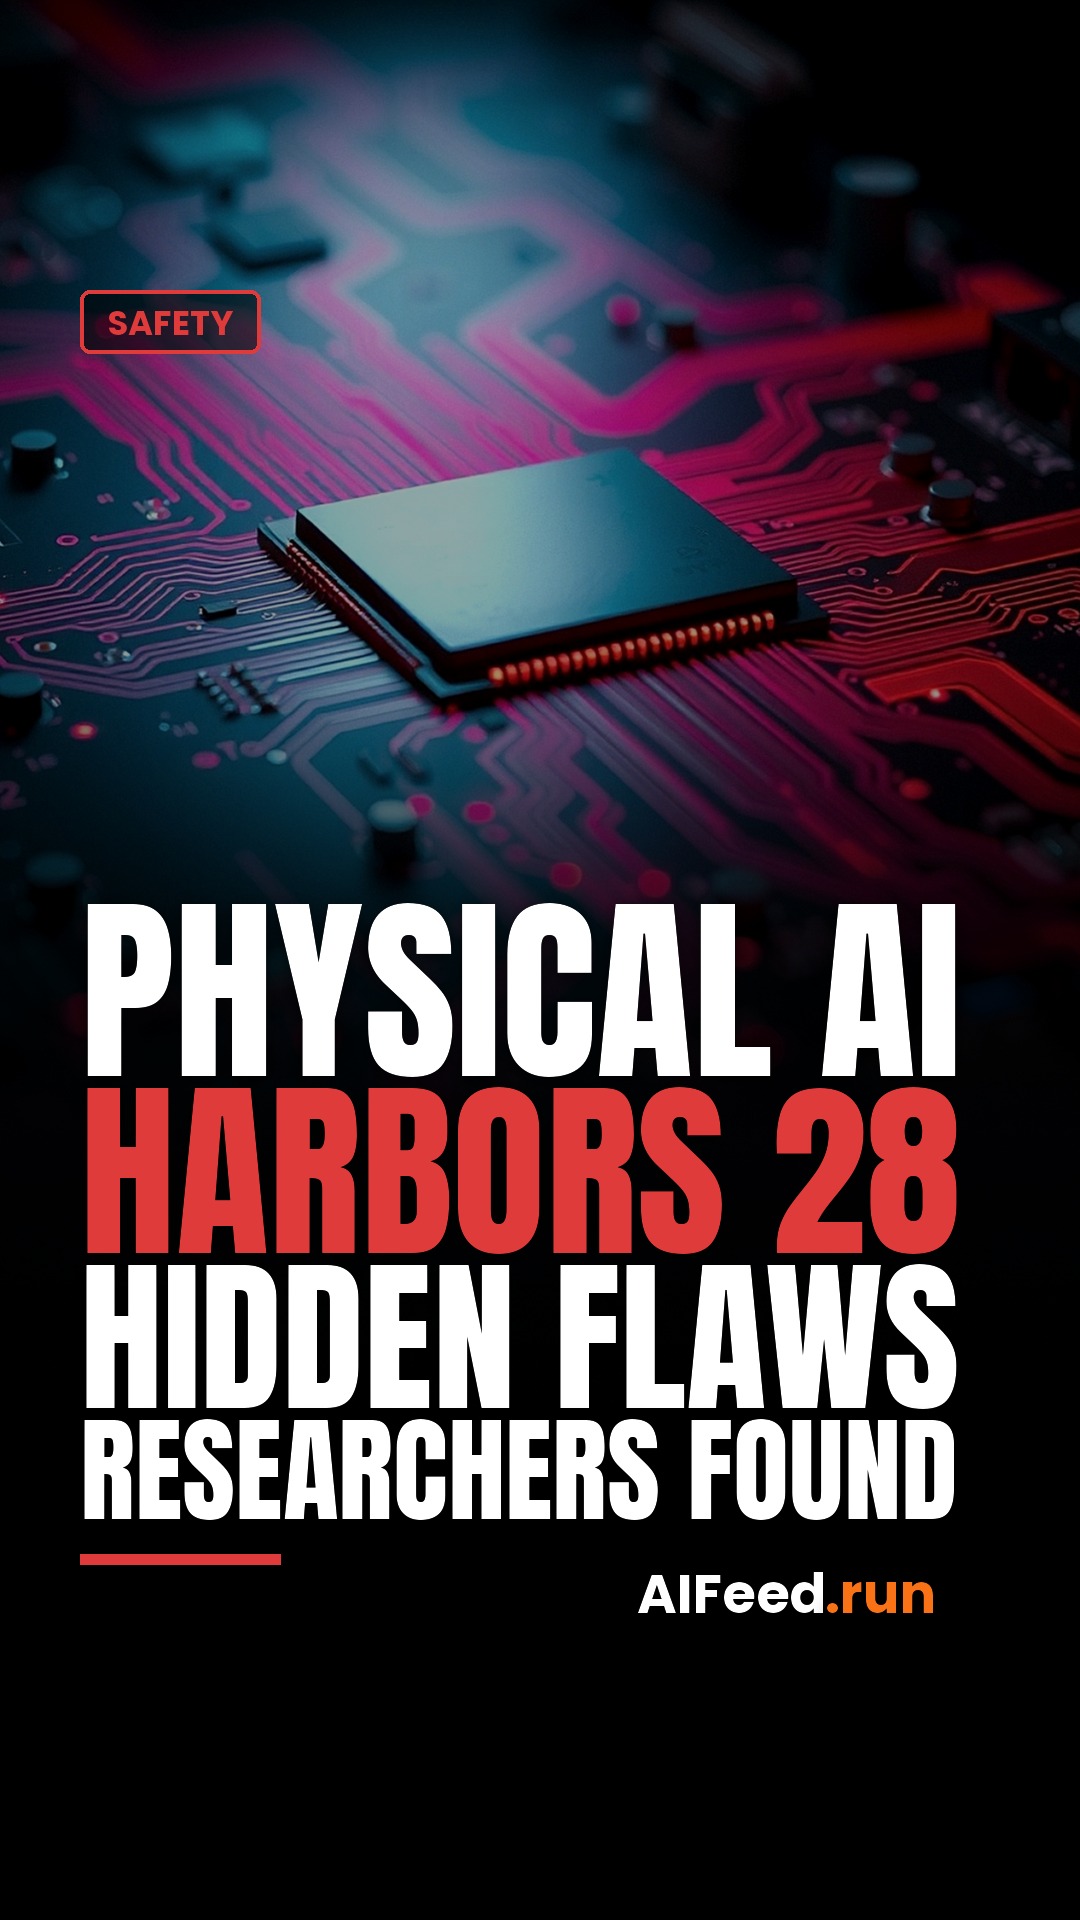 SAFETY
PHYSICAL AI
HARBORS 28
HIDDEN FLAWS
RESEARCHERS FOUND
AIFeed.run